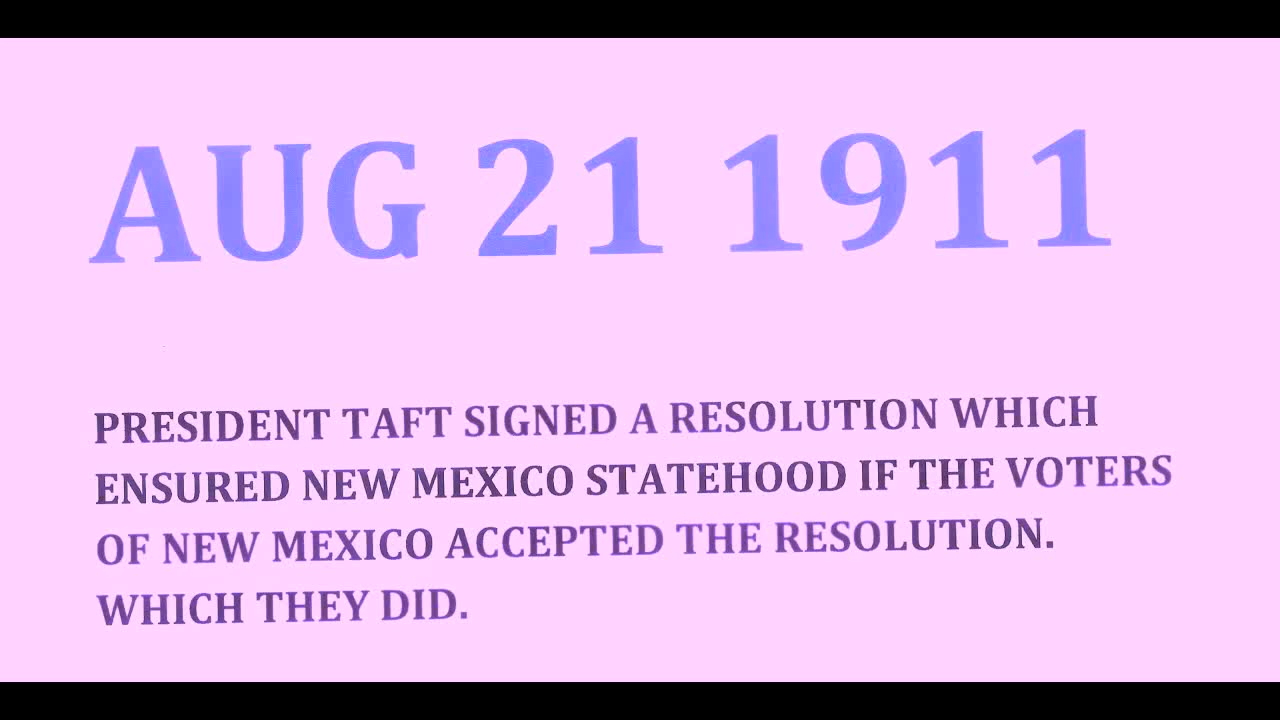 AUG 21 1911
PRESIDENT TAFT SIGNED A RESOLUTION WHICH
ENSURED NEW MEXICO STATEHOOD IF THE VOTERS
OF NEW MEXICO ACCEPTED THE RESOLUTION.
WHICH THEY DID.